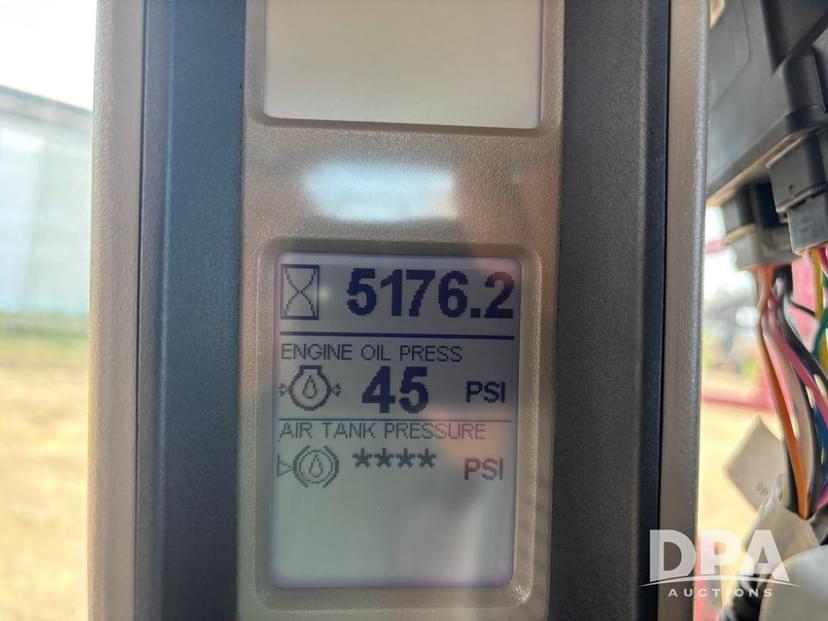 5176.2
ENGINE OIL PRESS
45 PSI
AIR TANK PRESSURE
**** PSI
DPA
AUCTIONS